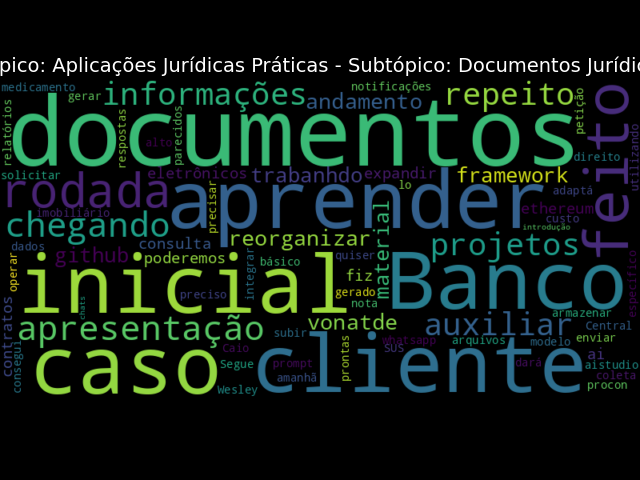 pico: Aplicações Jurídicas Práticas - Subtópico: Documentos Jurídic
medicamento
gerar
informações
notificações
andamento
repeito
petição
relatórios
documentos
respostas
parecidos
alto
feito
utilizando
direito
solicitar
eletrônicos
trabanhdo
expandir
framework
rodada
aprender
lo
adaptá
imobiliário
precisar
ethereum
custo
chegando
material
introdução
dados
consulta
reorganizar
projetos
específico
operar
github
poderemos
integrar
quiser
básico
fiz
inicial
preciso
gerado
nota
Banco
armazenar
contratos
chats
apresentação
subir
vonatde
auxiliar
Central
consegui
caso
Caio
cliente
prontas
whatsapp
SUS
arquivos
modelo
enviar
ai
Segue
prompt
dará
aistudio
coleta
amanhã
Wesley
procon